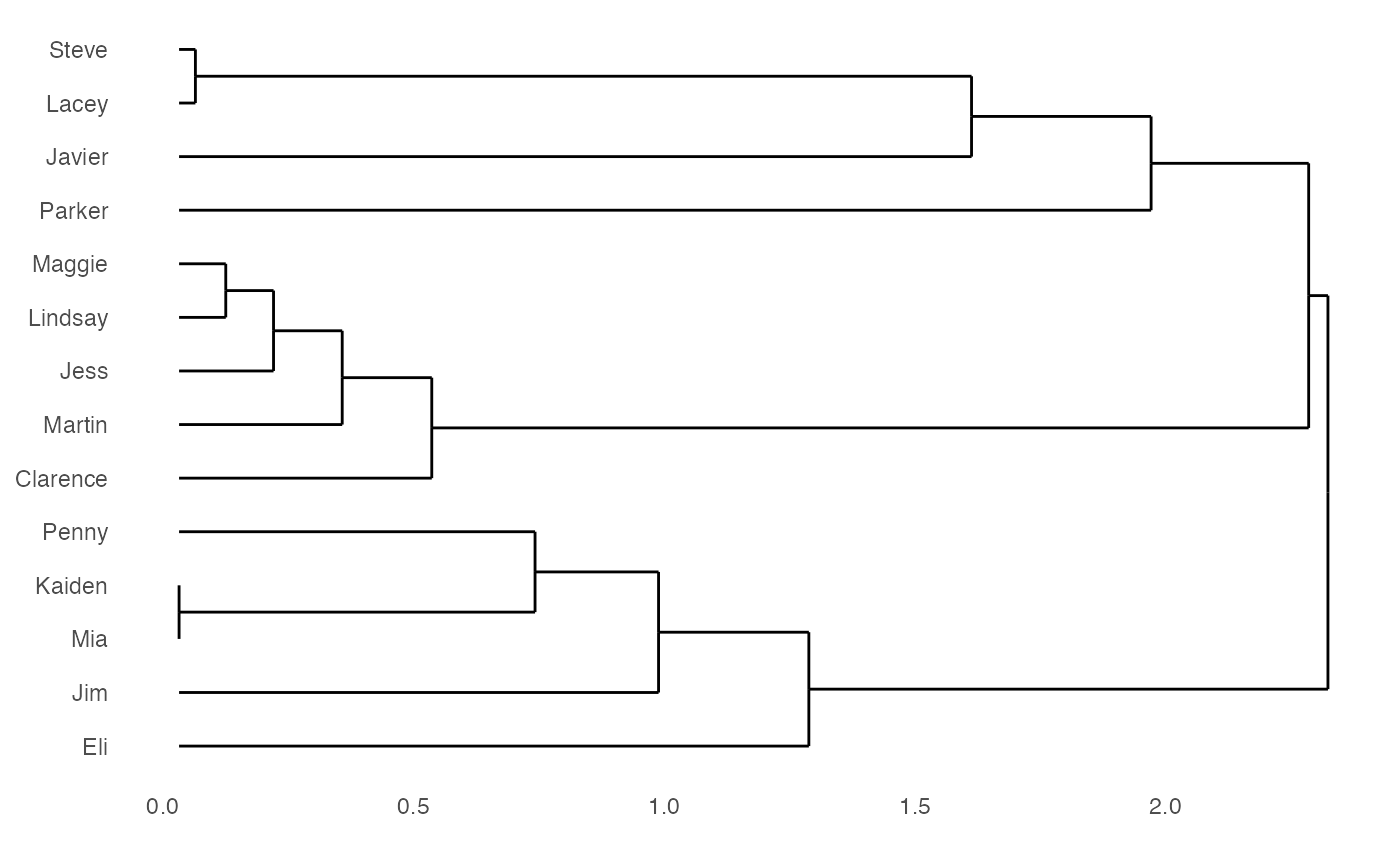 Steve
Lacey
Javier
Parker
Maggie
Lindsay
Jess
Martin
Clarence
Penny
Kaiden
Mia
Jim
Eli
0.0 0.5 1.0 1.5 2.0